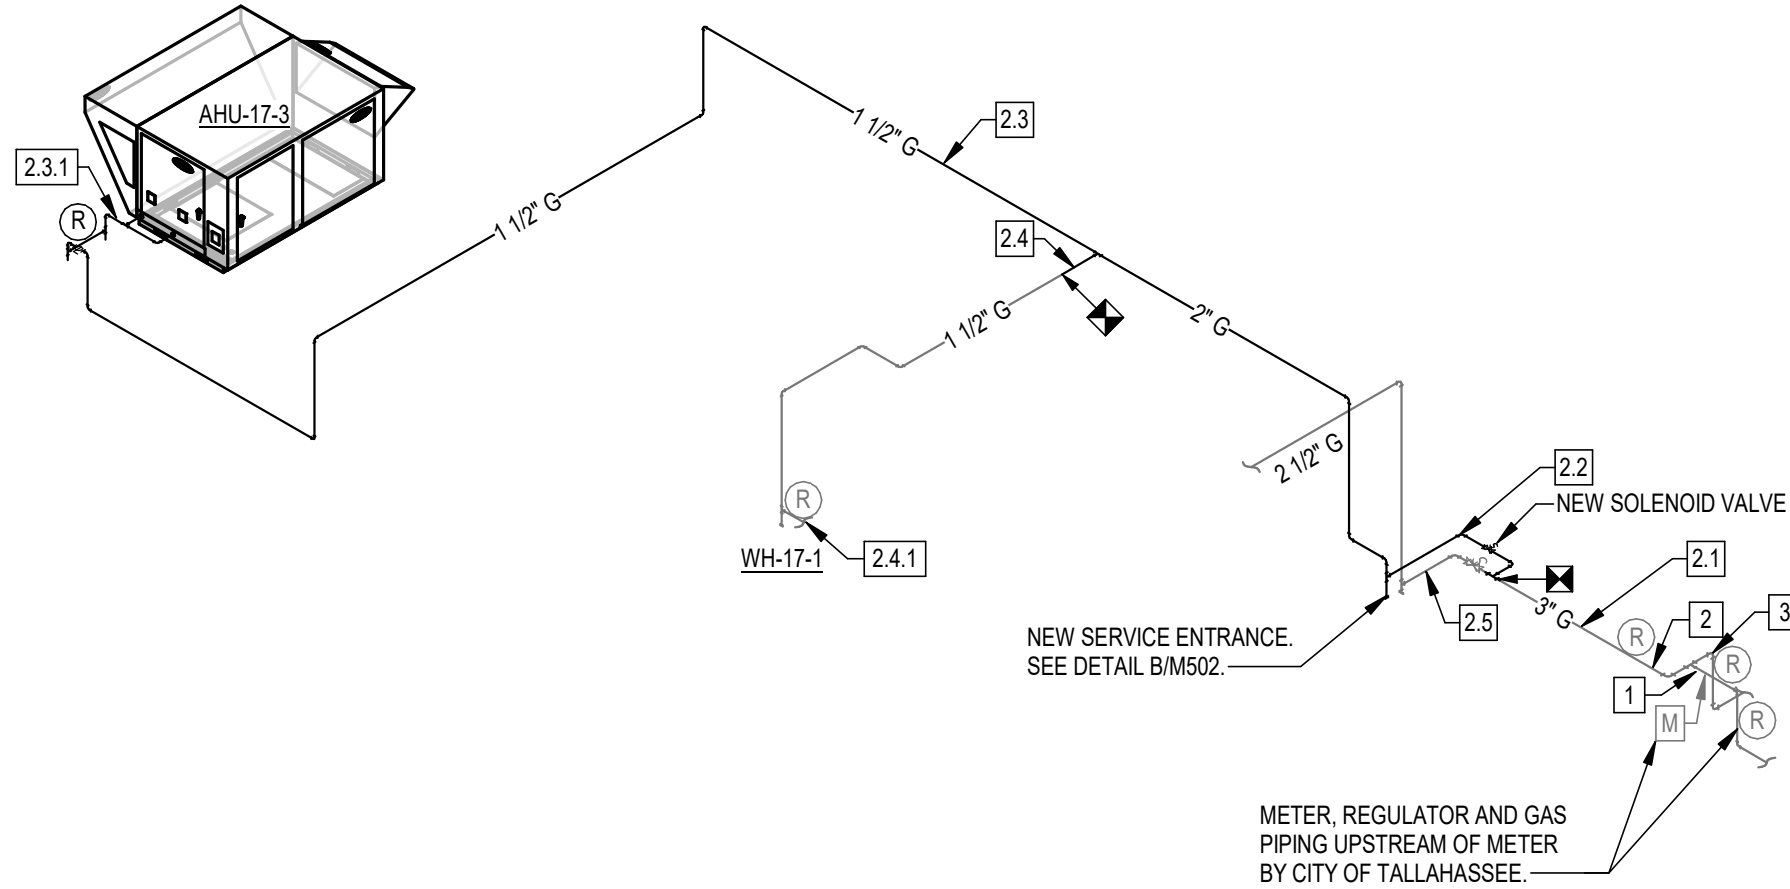 AHU-17-3
2.3.1
R
1 1/2" G
1 1/2" G
2.3
2.4
1 1/2" G
2" G
R
WH-17-1
2.4.1
2 1/2" G
2.2
NEW SOLENOID VALVE
2.1
3" G
2.5
NEW SERVICE ENTRANCE.
SEE DETAIL B/M502.
R
2
3
R
1
M
R
METER, REGULATOR AND GAS
PIPING UPSTREAM OF METER
BY CITY OF TALLAHASSEE.